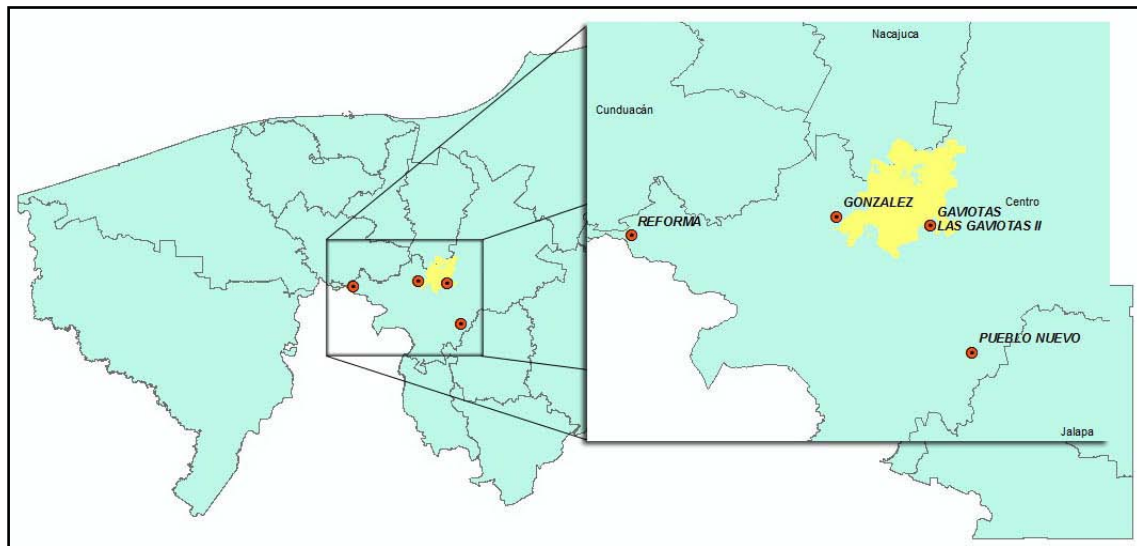 Nacajuca
Cunduacán
GONZALEZ
GAVIOTAS
Centro
LAS GAVIOTAS II
REFORMA
PUEBLO NUEVO
Jalapa